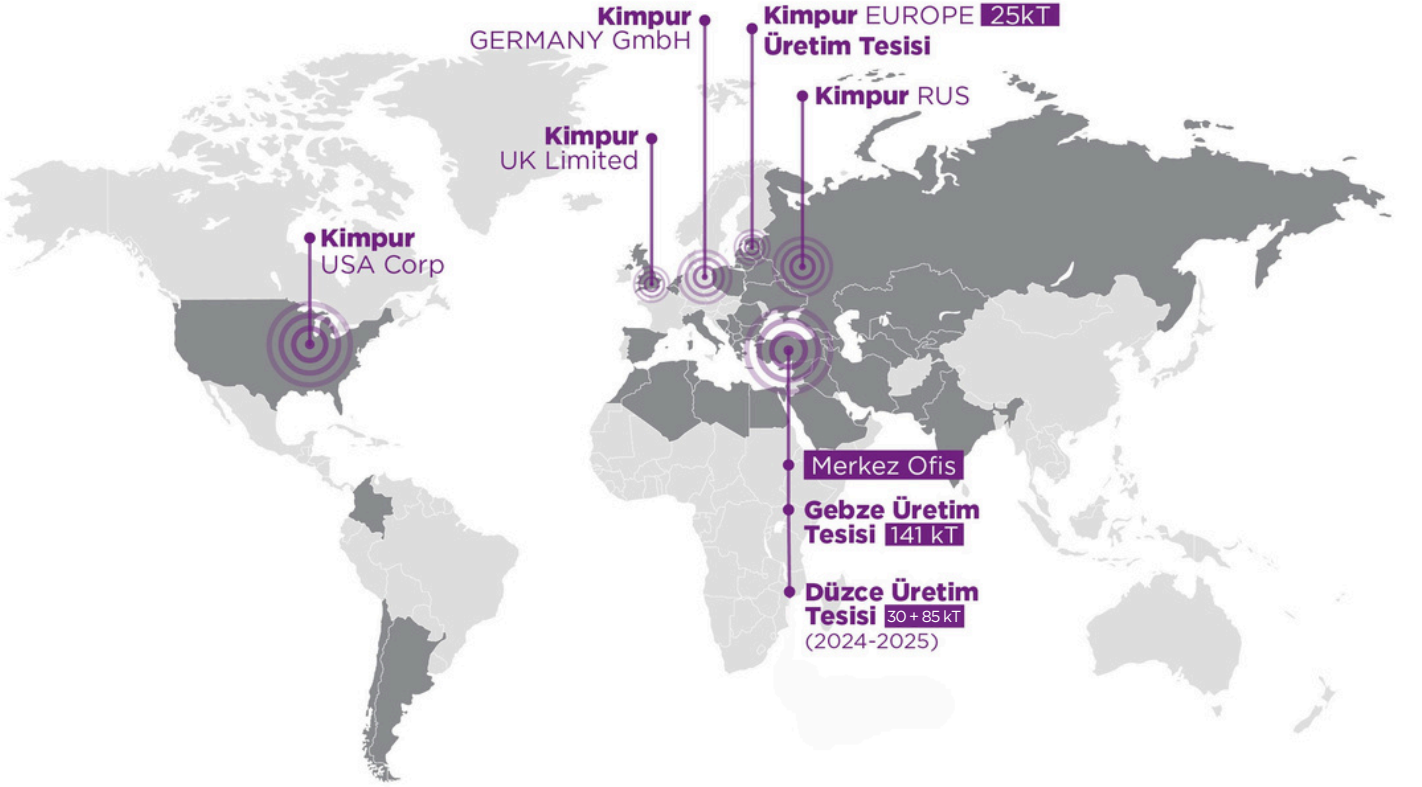 Kimpur
GERMANY GmbH
Kimpur EUROPE 25kT
Üretim Tesisi
Kimpur RUS
Kimpur
UK Limited
Kimpur
USA Corp
Merkez Ofis
Gebze Üretim
Tesisi 141 kT
Düzce Üretim
Tesisi 30 + 85 kT
(2024-2025)